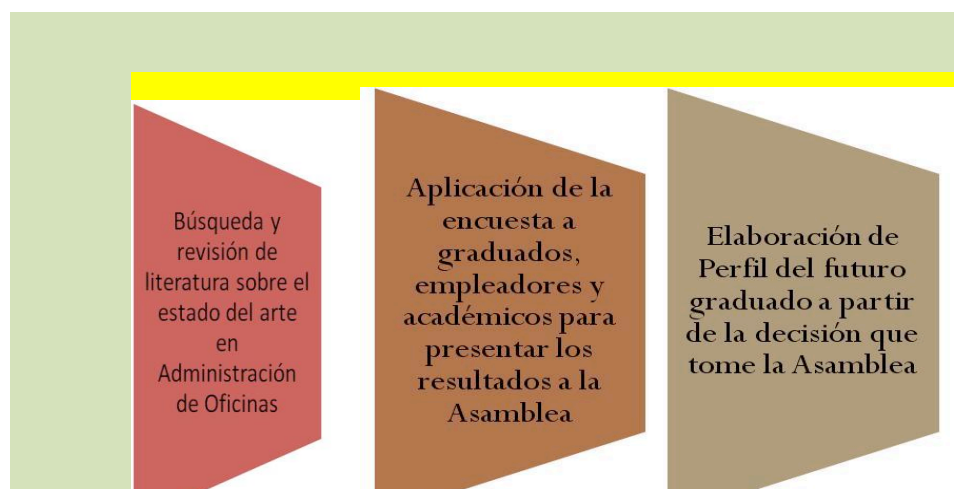 Búsqueda y
revisión de
literatura sobre el
estado del arte
en
Administración
de Oficinas
Aplicación de la
encuesta a
graduados,
empleadores y
académicos para
presentar los
resultados a la
Asamblea
Elaboración de
Perfil del futuro
graduado a partir
de la decisión que
tome la Asamblea